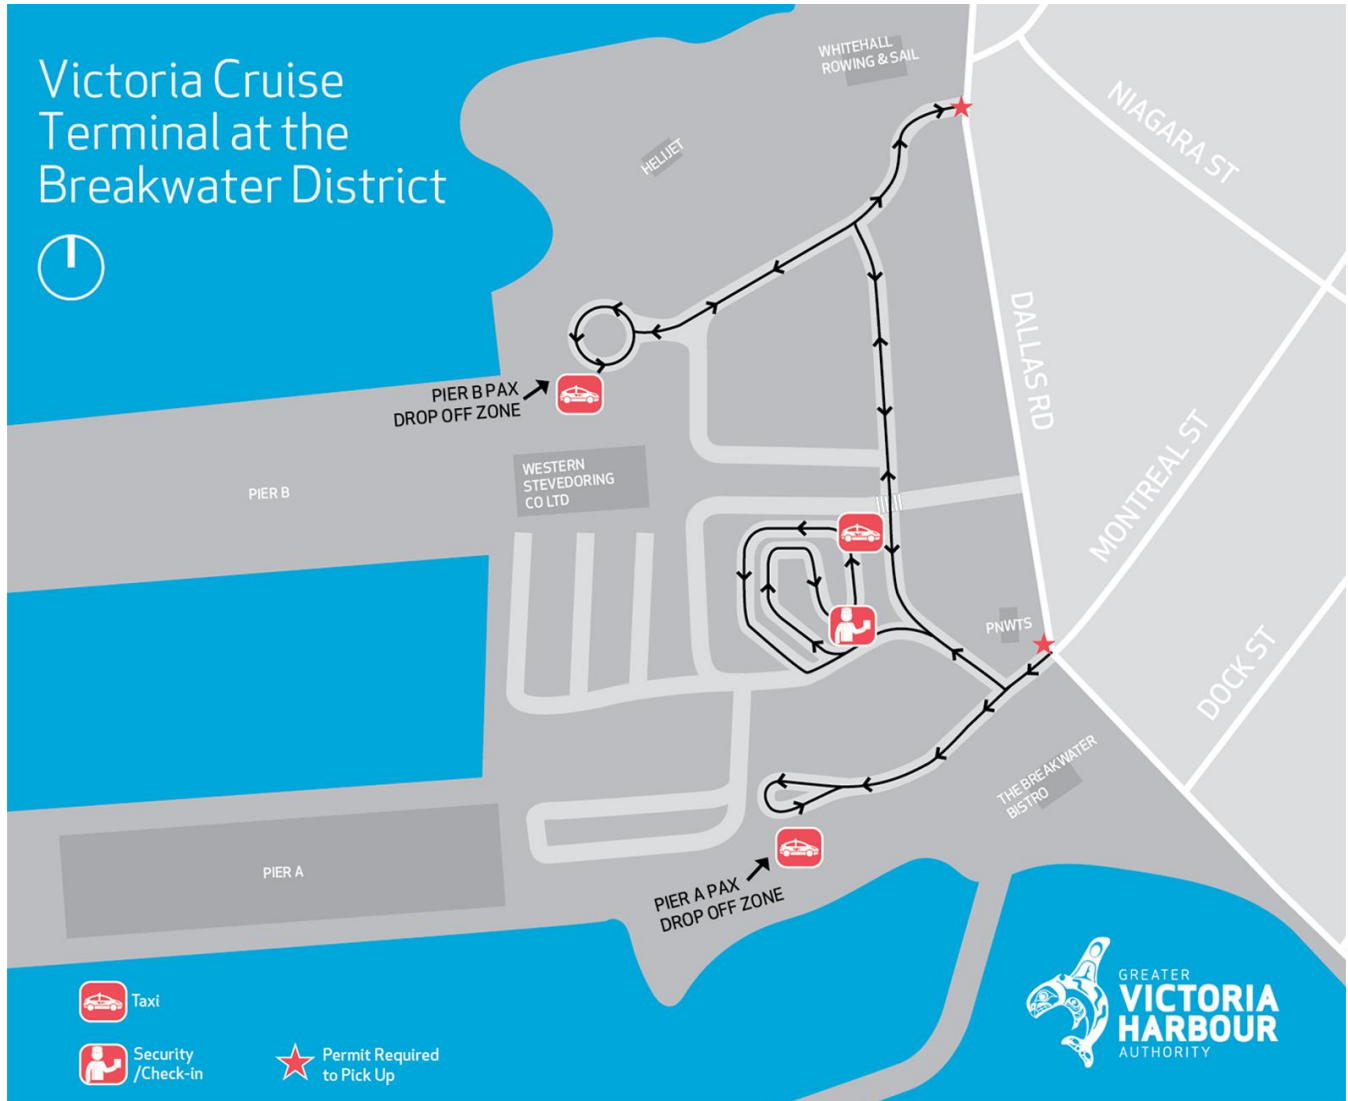 Victoria Cruise
Terminal at the
Breakwater District
WHITEHALL
ROWING & SAIL
HELIJET
NIAGARA ST
DALLAS RD
MONTREAL ST
DOCK ST
PIER B PAX
DROP OFF ZONE
PIER B
WESTERN
STEVEDORING
CO LTD
PNWTS
THE BREAKWATER
BISTRO
PIER A
PIER A PAX
DROP OFF ZONE
Taxi
Security
/Check-in
Permit Required
to Pick Up
GREATER
VICTORIA
HARBOUR
AUTHORITY